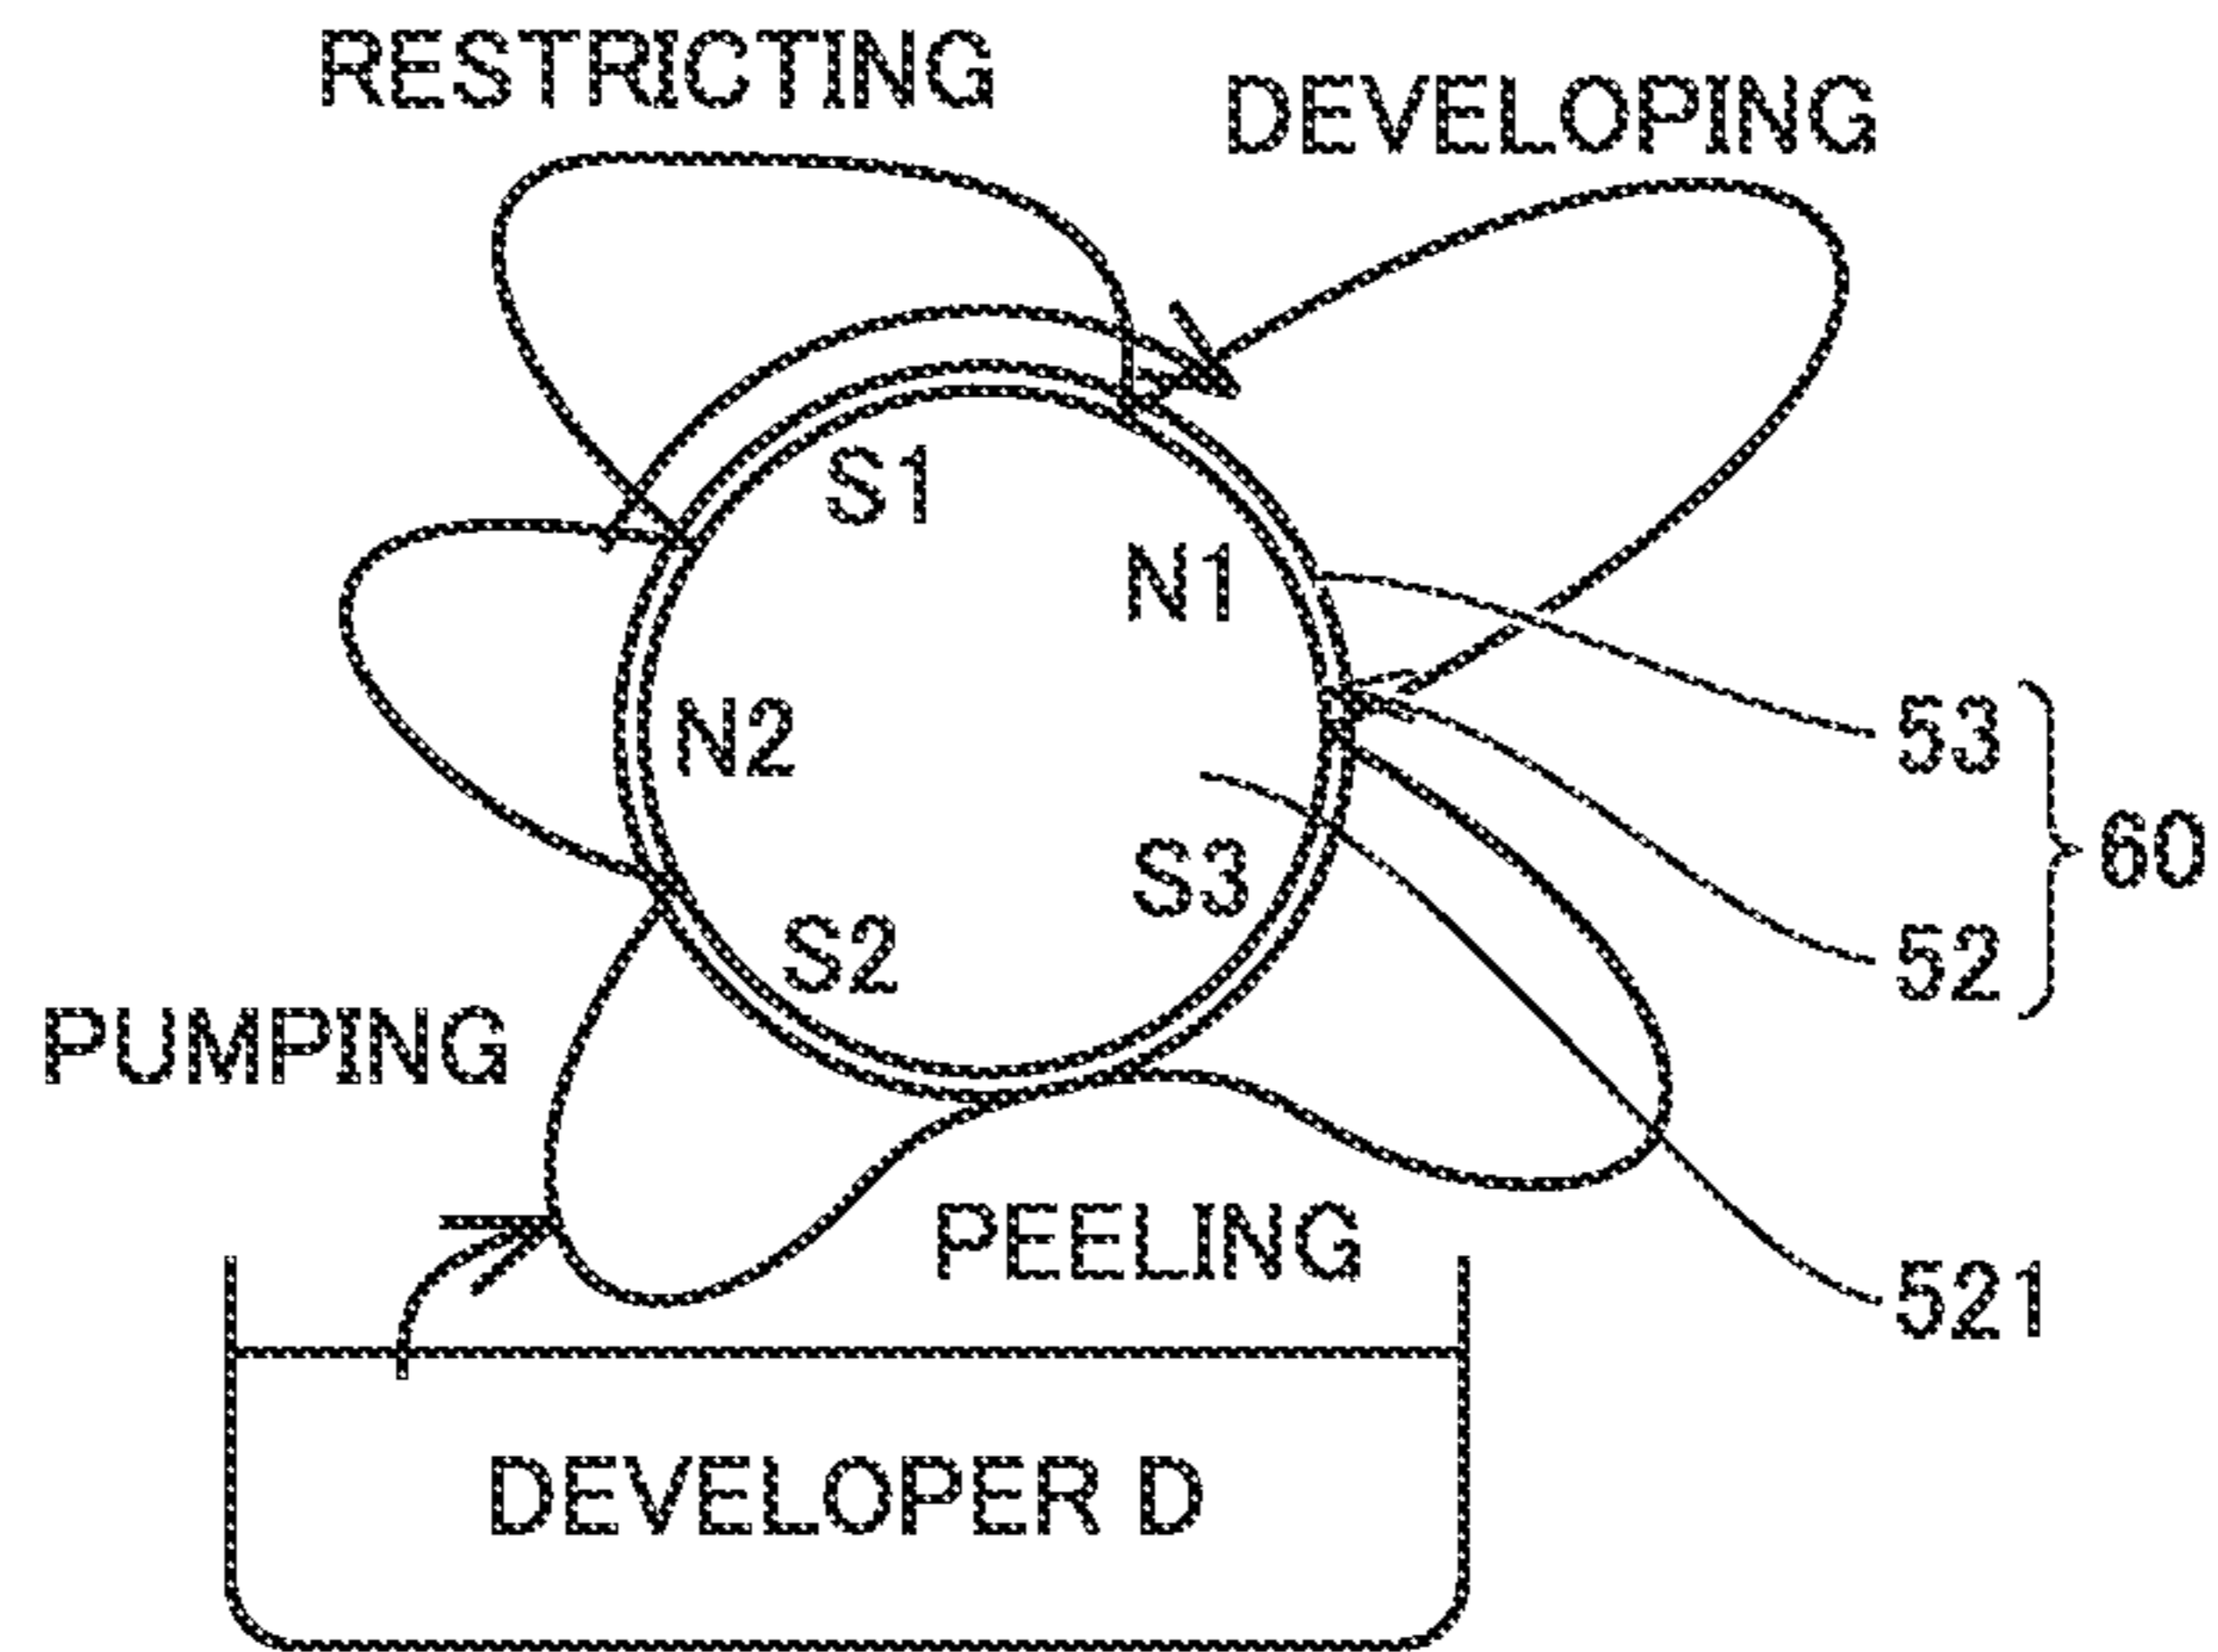 RESTRICTING
DEVELOPING
S1
N1
N2
53
60
S3
S2
52
PUMPING
PEELING
521
DEVELOPER D